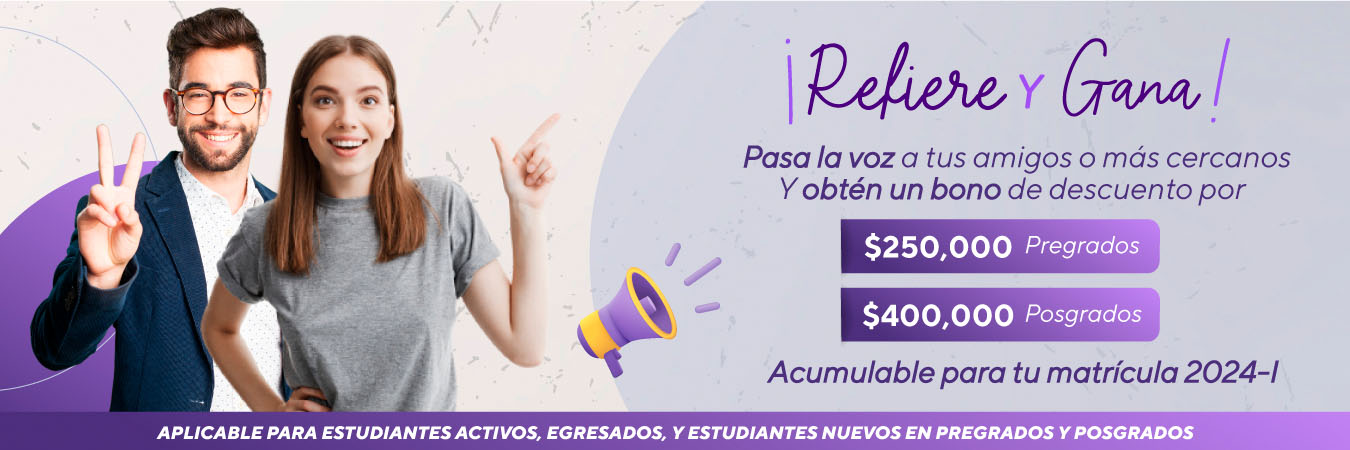 ¡Refiere Y Gana!
Pasa la voz a tus amigos o más cercanos
Y obtén un bono de descuento por
$250,000 Pregrados
$400,000 Posgrados
Acumulable para tu matrícula 2024-I
APLICABLE PARA ESTUDIANTES ACTIVOS, EGRESADOS, Y ESTUDIANTES NUEVOS EN PREGRADOS Y POSGRADOS